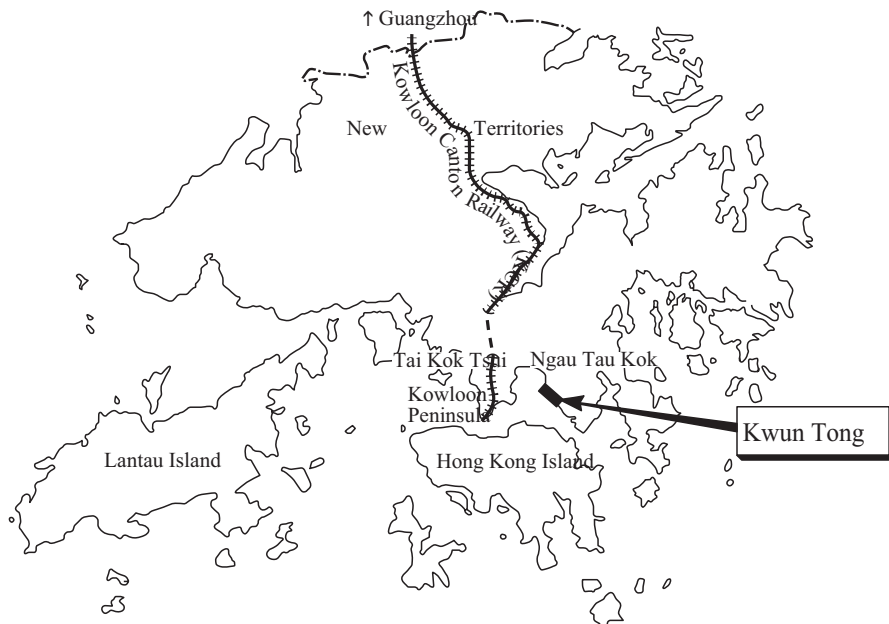 ↑ Guangzhou
New Territories
Kowloon Canton Railway (KCR)
Tai Kok Tsui
Ngau Tau Kok
Kowloon
Peninsula
Kwun Tong
Lantau Island
Hong Kong Island